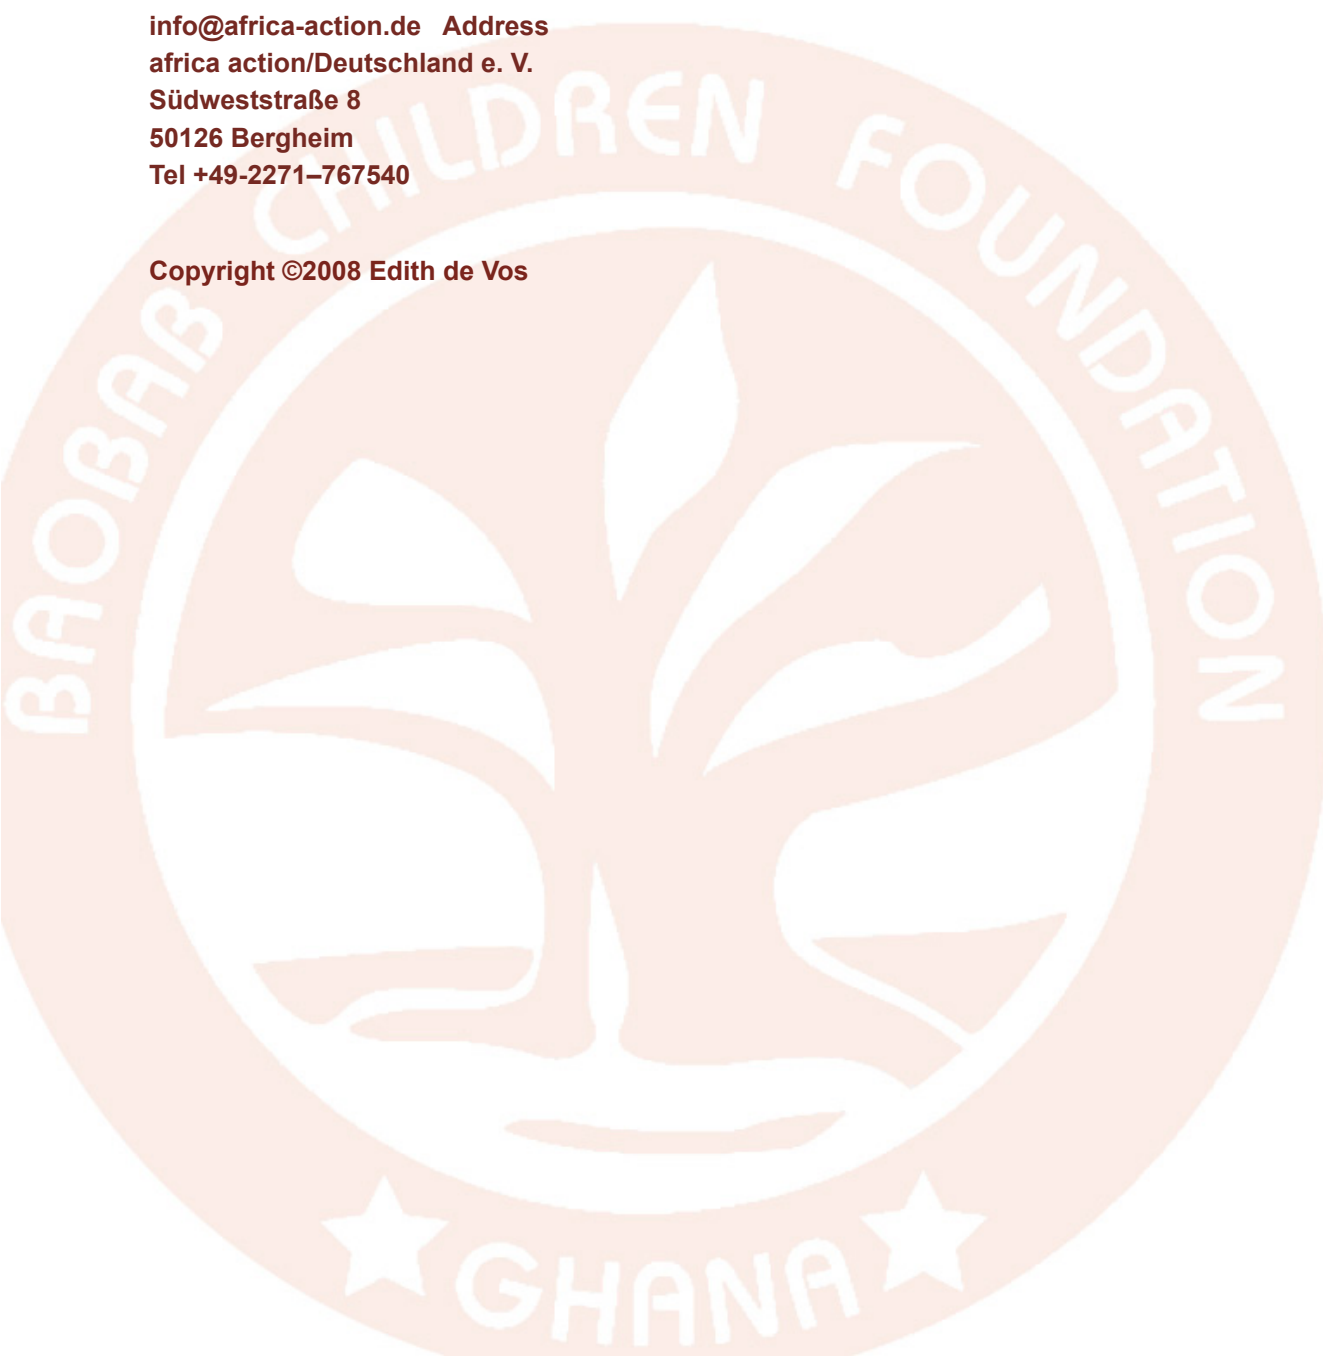 info@africa-action.de   Address
africa action/Deutschland e. V.
Südweststraße 8
50126 Bergheim
Tel +49-2271–767540
Copyright ©2008 Edith de Vos
BAOBAB CHILDREN FOUNDATION
GHANA